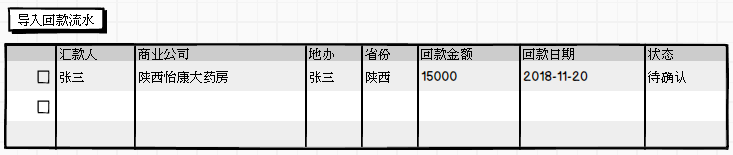 导入回款流水
汇款人 商业公司 地办 省份 回款金额 回款日期 状态
张三 陕西怡康大药房 张三 陕西 15000 2018-11-20 待确认